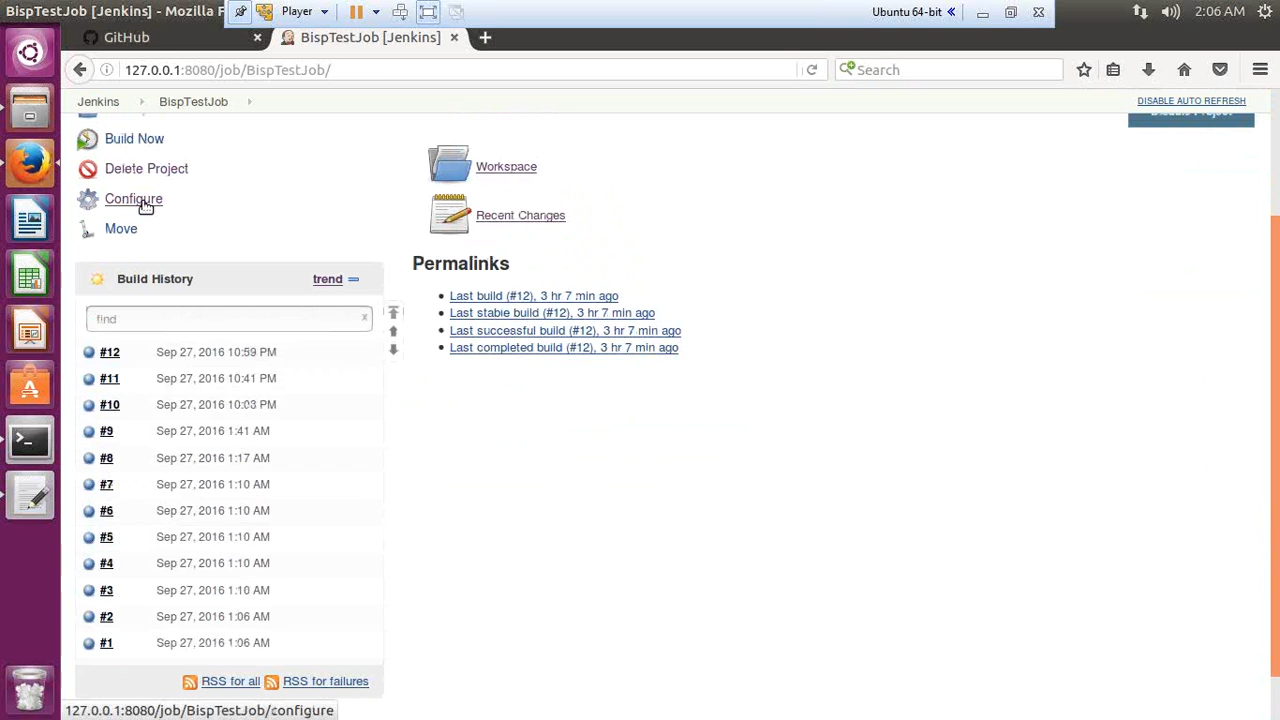 BispTestJob [Jenkins] - Mozilla F
Player
Ubuntu 64-bit
2:06 AM
GitHub
BispTestJob [Jenkins]
127.0.0.1:8080/job/BispTestJob/
Search
Jenkins
BispTestJob
DISABLE AUTO REFRESH
Build Now
Delete Project
Configure
Move
Workspace
Recent Changes
Permalinks
Last build (#12), 3 hr 7 min ago
Last stable build (#12), 3 hr 7 min ago
Last successful build (#12), 3 hr 7 min ago
Last completed build (#12), 3 hr 7 min ago
Build History
trend
find
x
#12 Sep 27, 2016 10:59 PM
#11 Sep 27, 2016 10:41 PM
#10 Sep 27, 2016 10:03 PM
#9 Sep 27, 2016 1:41 AM
#8 Sep 27, 2016 1:17 AM
#7 Sep 27, 2016 1:10 AM
#6 Sep 27, 2016 1:10 AM
#5 Sep 27, 2016 1:10 AM
#4 Sep 27, 2016 1:10 AM
#3 Sep 27, 2016 1:10 AM
#2 Sep 27, 2016 1:06 AM
#1 Sep 27, 2016 1:06 AM
RSS for all
RSS for failures
127.0.0.1:8080/job/BispTestJob/configure